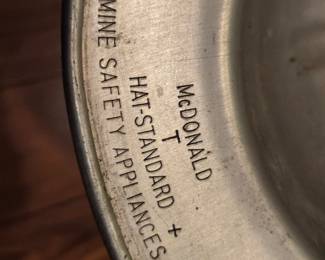 McDONALD
T
HAT-STANDARD +
MINE SAFETY APPLIANCES